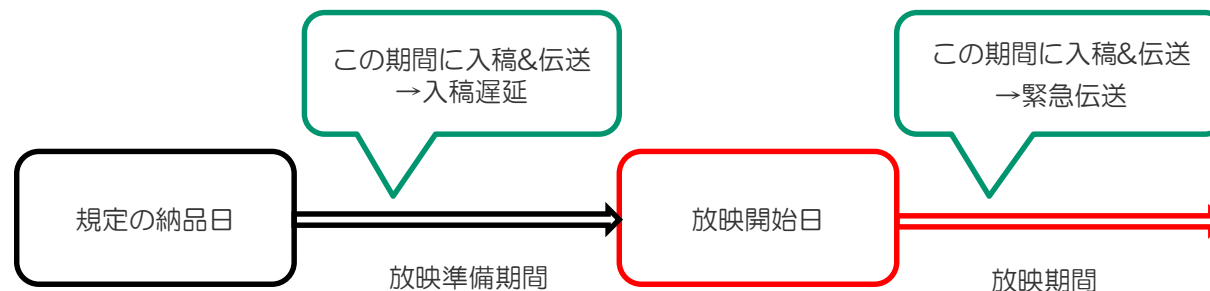 この期間に入稿&伝送
→入稿遅延
この期間に入稿&伝送
→緊急伝送
規定の納品日
放映開始日
放映準備期間
放映期間